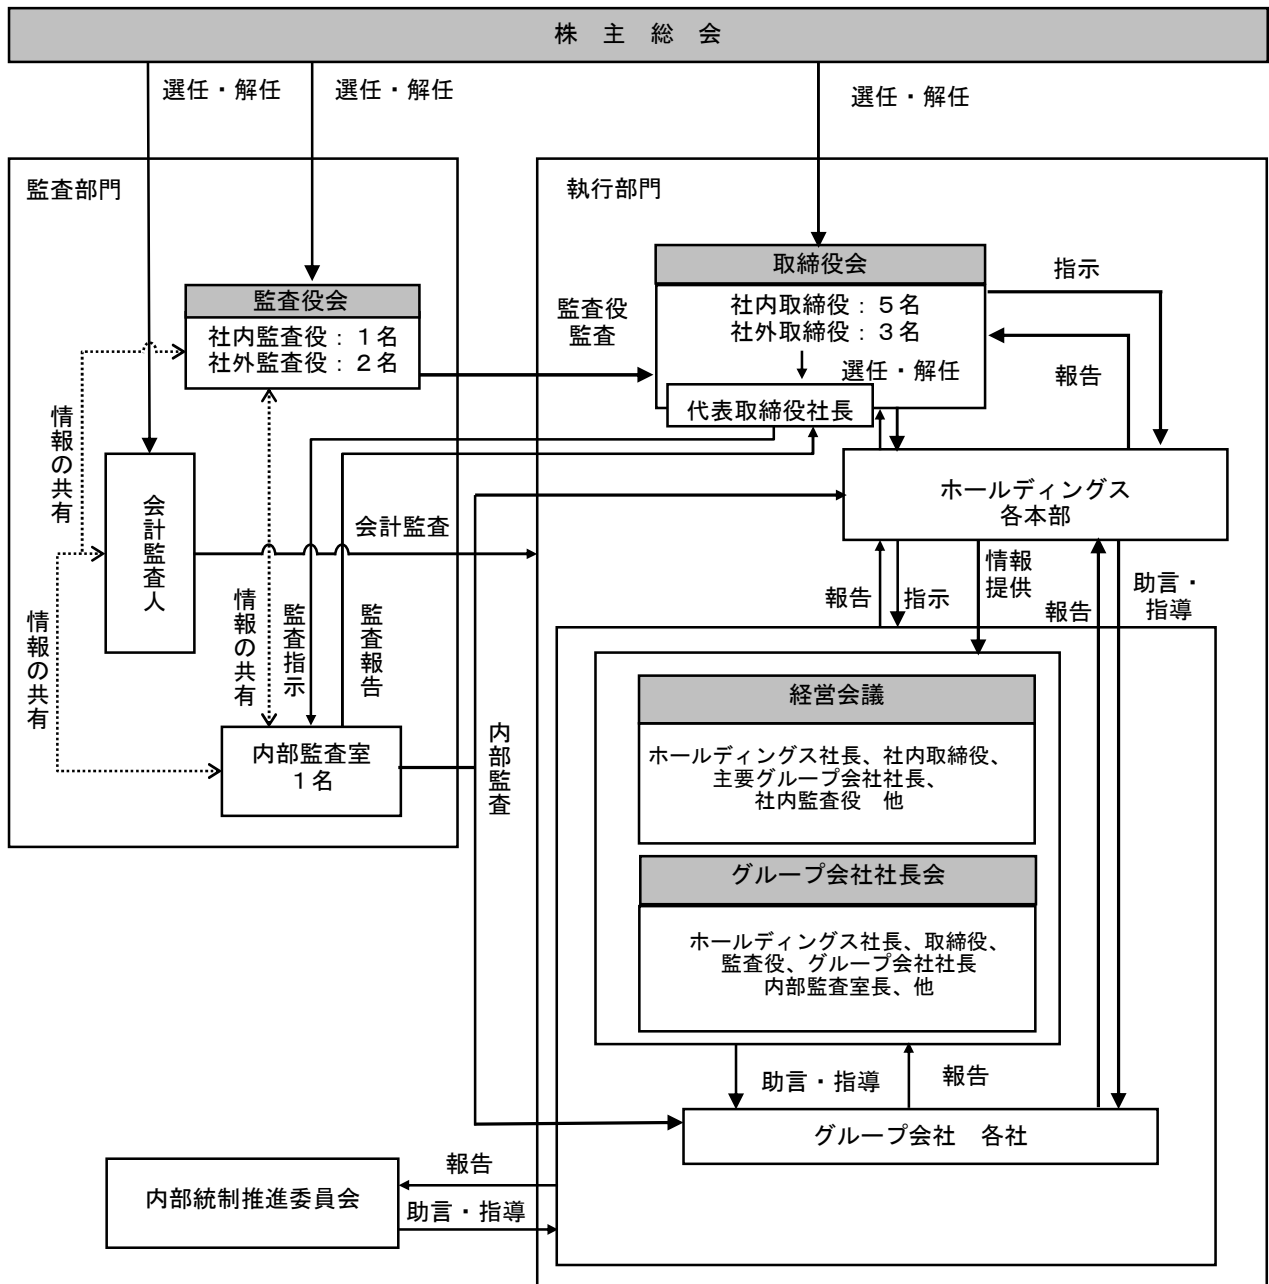 株 主 総 会
選任・解任
選任・解任
選任・解任
監査部門
執行部門
監査役会
社内監査役：１名
社外監査役：２名
監査役
監査
取締役会
社内取締役：５名
社外取締役：３名
選任・解任
代表取締役社長
指示
報告
情報の共有
会計監査人
会計監査
ホールディングス
各本部
情報の共有
情報の共有
監査指示
監査報告
報告
指示
情報
提供
報告
助言・
指導
内部監査室
１名
内部監査
経営会議
ホールディングス社長、社内取締役、
主要グループ会社社長、
社内監査役　他
グループ会社社長会
ホールディングス社長、取締役、
監査役、グループ会社社長
内部監査室長、他
助言・指導
報告
グループ会社　各社
内部統制推進委員会
報告
助言・指導